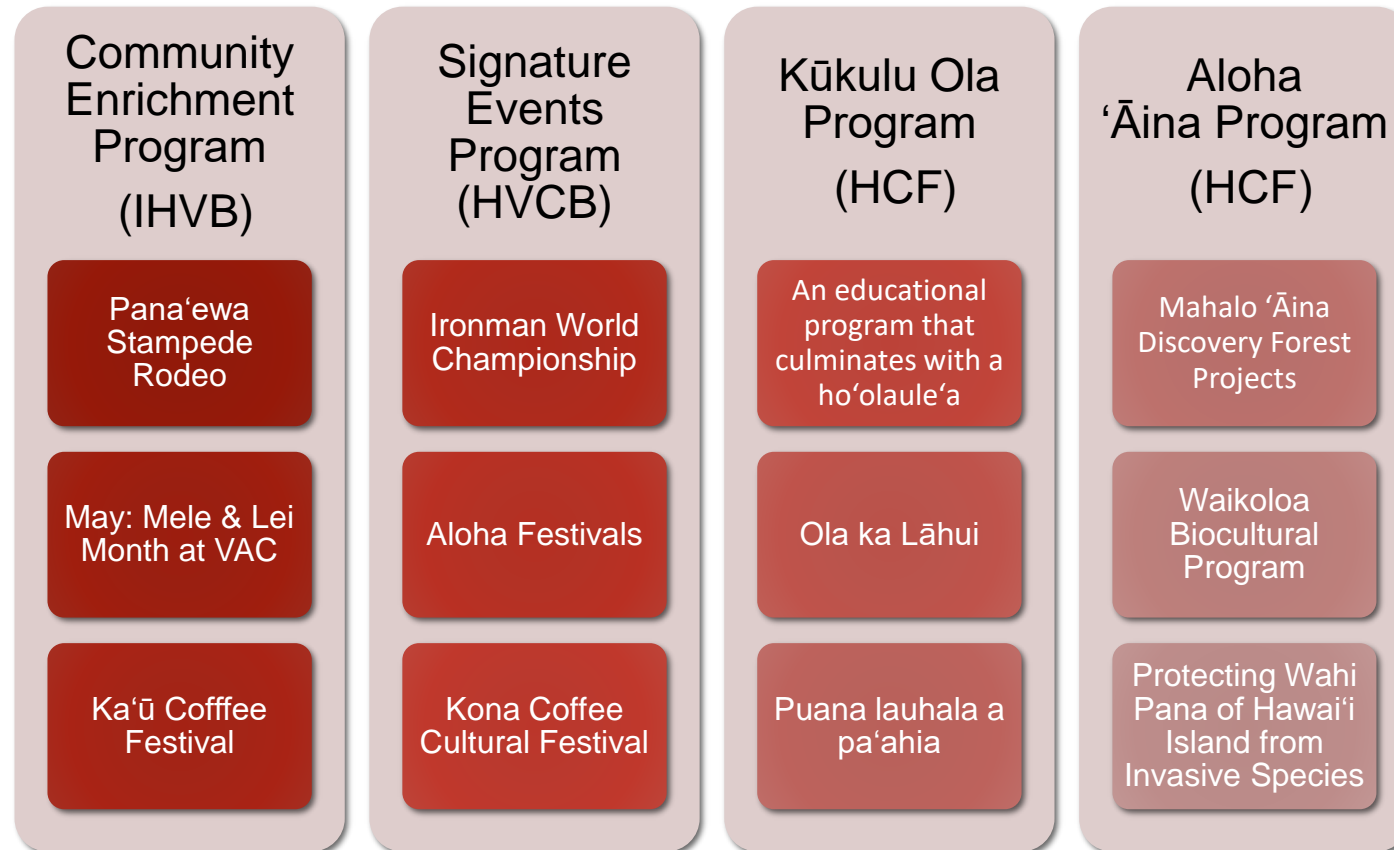 Community
Enrichment
Program
(IHVB)
Pana‘ewa
Stampede
Rodeo
May: Mele & Lei
Month at VAC
Ka‘ū Cofffee
Festival
Signature
Events
Program
(HVCB)
Ironman World
Championship
Aloha Festivals
Kona Coffee
Cultural Festival
Kūkulu Ola
Program
(HCF)
An educational
program that
culminates with a
ho‘olaule‘a
Ola ka Lāhui
Puana lauhala a
pa‘ahia
Aloha
‘Āina Program
(HCF)
Mahalo ‘Āina
Discovery Forest
Projects
Waikoloa
Biocultural
Program
Protecting Wahi
Pana of Hawai‘i
Island from
Invasive Species